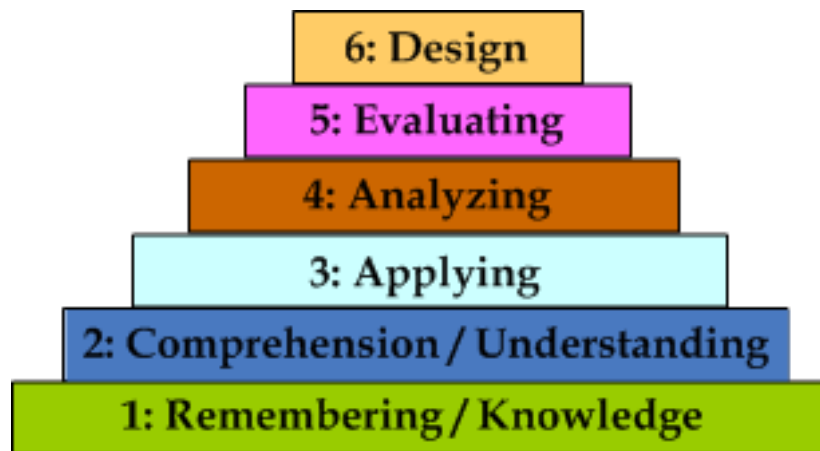 6: Design
5: Evaluating
4: Analyzing
3: Applying
2: Comprehension / Understanding
1: Remembering / Knowledge